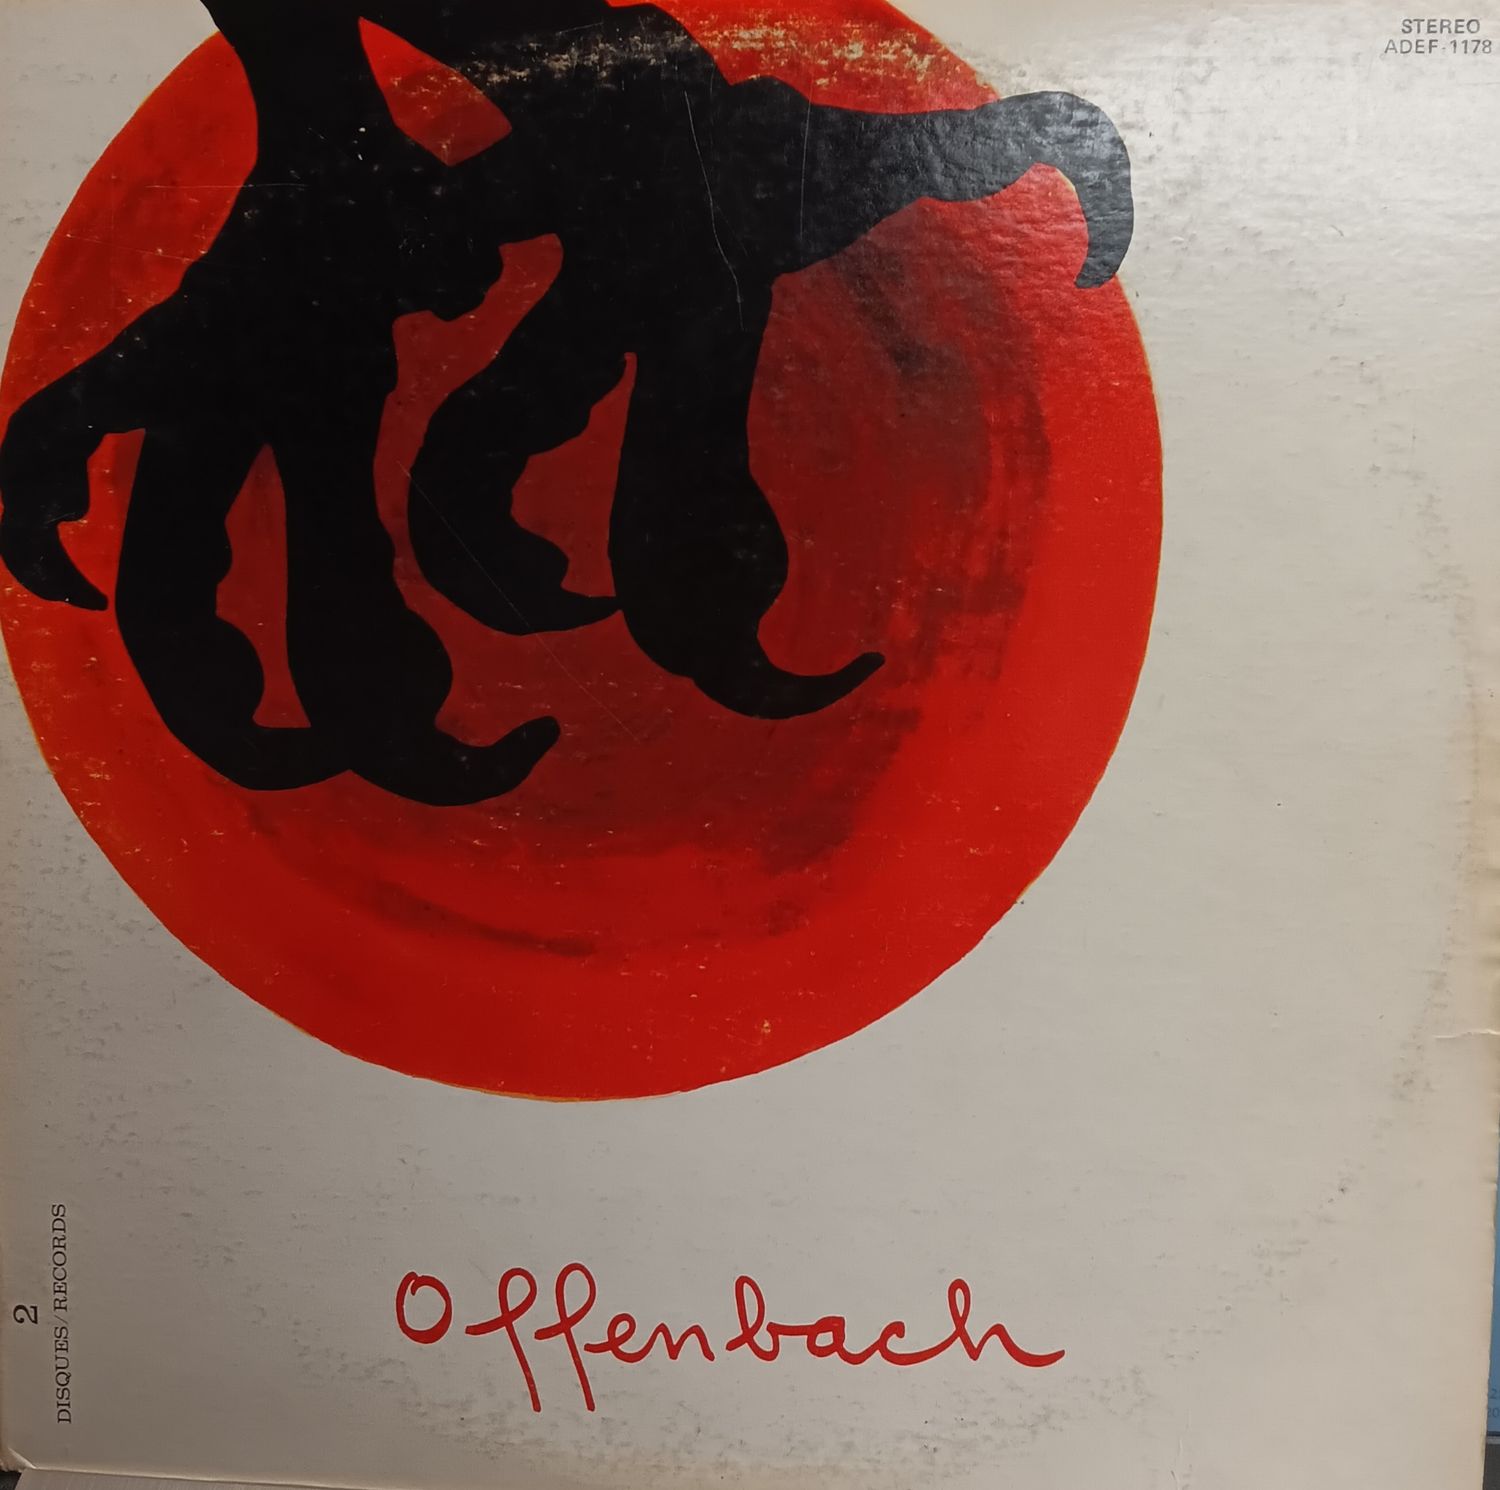 STEREO
ADEF-1178
2
DISQUES/RECORDS
Offenbach